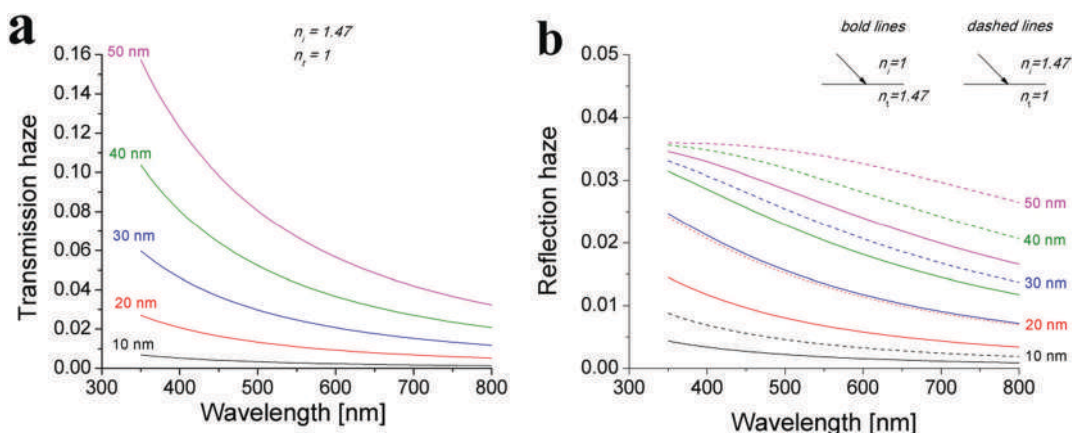 a
n_i = 1.47
n_t = 1
Transmission haze
0.16
0.14
0.12
0.10
0.08
0.06
0.04
0.02
0.00
50 nm
40 nm
30 nm
20 nm
10 nm
300 400 500 600 700 800
Wavelength [nm]
b
bold lines dashed lines
n_i=1 n_i=1.47
n_t=1.47 n_t=1
Reflection haze
0.05
0.04
0.03
0.02
0.01
0.00
50 nm
40 nm
30 nm
20 nm
10 nm
300 400 500 600 700 800
Wavelength [nm]